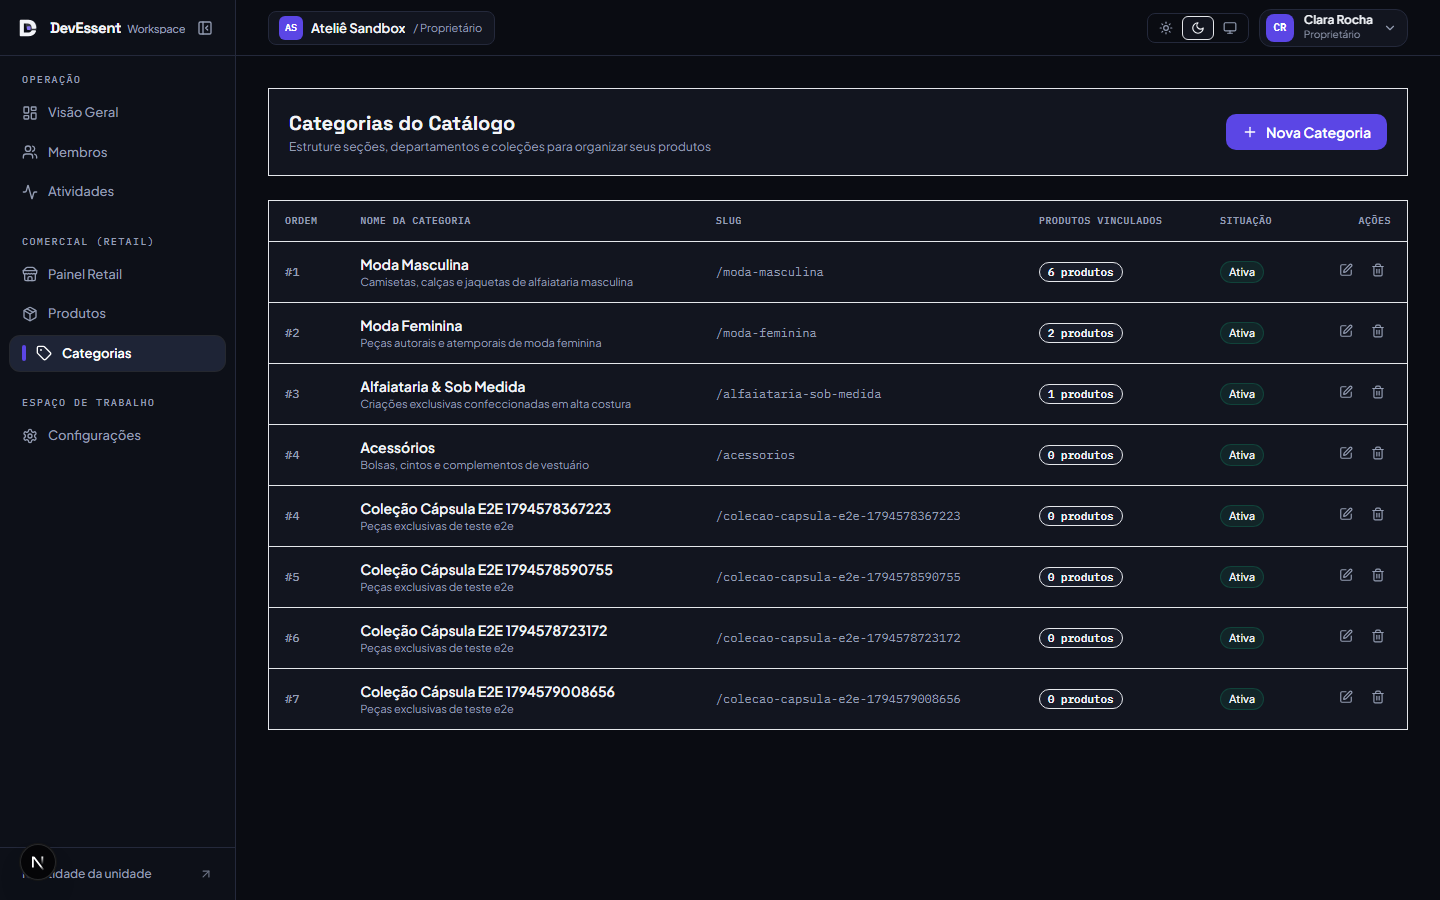 DevEssent Workspace
AS Ateliê Sandbox / Proprietário
CR Clara Rocha
Proprietário
OPERAÇÃO
Visão Geral
Membros
Atividades
COMERCIAL (RETAIL)
Painel Retail
Produtos
Categorias
ESPAÇO DE TRABALHO
Configurações
N
idade da unidade
Categorias do Catálogo
Estruture seções, departamentos e coleções para organizar seus produtos
+ Nova Categoria
ORDEM NOME DA CATEGORIA SLUG PRODUTOS VINCULADOS SITUAÇÃO AÇÕES
#1 Moda Masculina /moda-masculina 6 produtos Ativa
Camisetas, calças e jaquetas de alfaiataria masculina
#2 Moda Feminina /moda-feminina 2 produtos Ativa
Peças autorais e atemporais de moda feminina
#3 Alfaiataria & Sob Medida /alfaiataria-sob-medida 1 produtos Ativa
Criações exclusivas confeccionadas em alta costura
#4 Acessórios /acessorios 0 produtos Ativa
Bolsas, cintos e complementos de vestuário
#4 Coleção Cápsula E2E 1794578367223 /colecao-capsula-e2e-1794578367223 0 produtos Ativa
Peças exclusivas de teste e2e
#5 Coleção Cápsula E2E 1794578590755 /colecao-capsula-e2e-1794578590755 0 produtos Ativa
Peças exclusivas de teste e2e
#6 Coleção Cápsula E2E 1794578723172 /colecao-capsula-e2e-1794578723172 0 produtos Ativa
Peças exclusivas de teste e2e
#7 Coleção Cápsula E2E 1794579008656 /colecao-capsula-e2e-1794579008656 0 produtos Ativa
Peças exclusivas de teste e2e